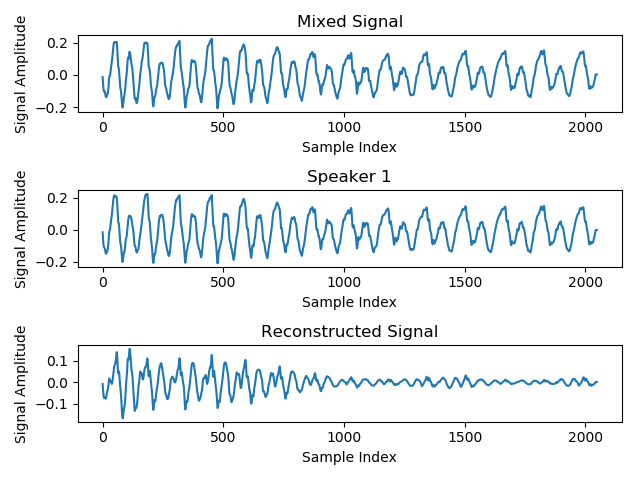 Mixed Signal
Signal Amplitude
0.2
0.0
−0.2
0 500 1000 1500 2000
Sample Index
Speaker 1
Signal Amplitude
0.2
0.0
−0.2
0 500 1000 1500 2000
Sample Index
Reconstructed Signal
Signal Amplitude
0.1
0.0
−0.1
0 500 1000 1500 2000
Sample Index